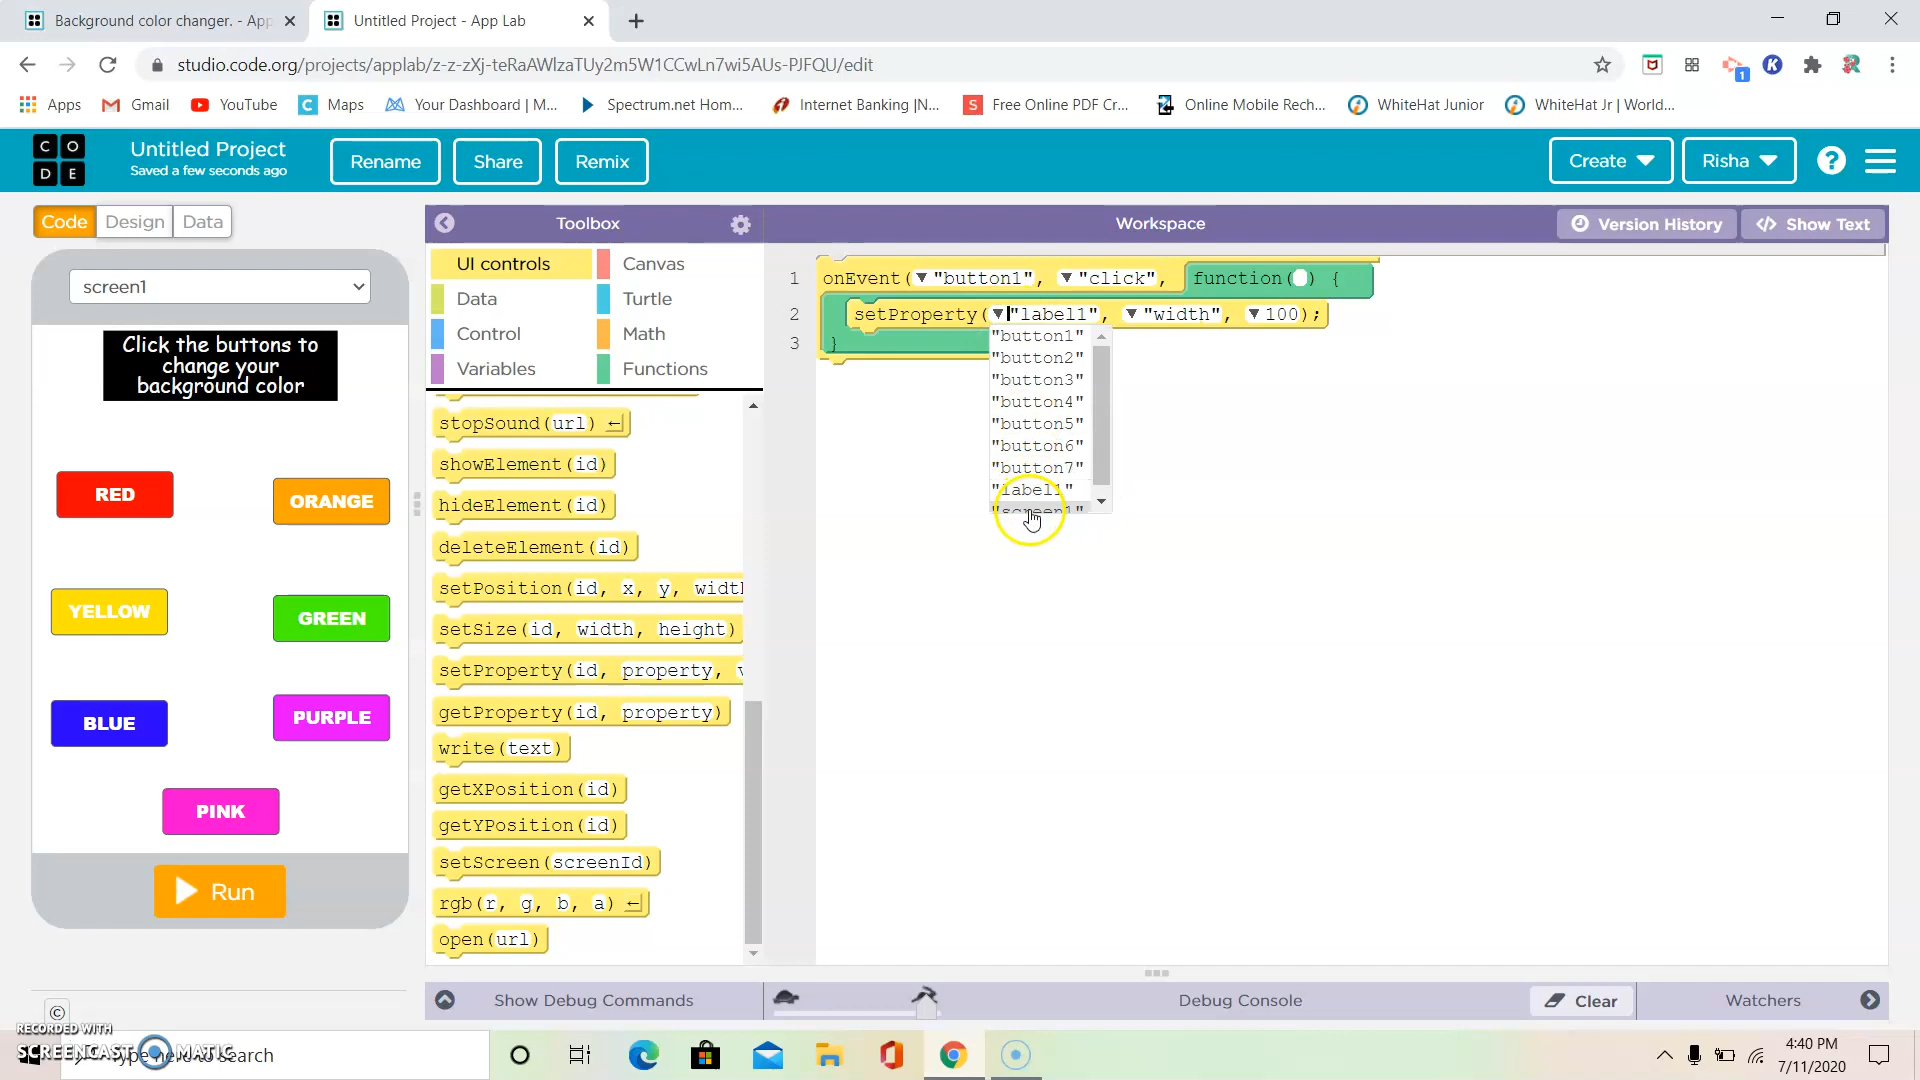 Background color changer. - App
Untitled Project - App Lab
studio.code.org/projects/applab/z-z-zXj-teRaAWlzaTUy2m5W1CCwLn7wi5AUs-PJFQU/edit
1
K
Apps
Gmail
YouTube
C Maps
Your Dashboard | M...
Spectrum.net Hom...
Internet Banking |N...
S Free Online PDF Cr...
Online Mobile Rech...
WhiteHat Junior
WhiteHat Jr | World...
C O
D E
Untitled Project
Saved a few seconds ago
Rename
Share
Remix
Create
Risha
?
Code
Design
Data
Toolbox
Workspace
Version History
</> Show Text
screen1
Click the buttons to
change your
background color
RED
ORANGE
YELLOW
GREEN
BLUE
PURPLE
PINK
Run
UI controls
Canvas
Data
Turtle
Control
Math
Variables
Functions
stopSound(url)
showElement(id)
hideElement(id)
deleteElement(id)
setPosition(id, x, y, width
setSize(id, width, height)
setProperty(id, property, v
getProperty(id, property)
write(text)
getXPosition(id)
getYPosition(id)
setScreen(screenId)
rgb(r, g, b, a)
open(url)
1 onEvent( "button1", "click", function( ) {
2 setProperty( "label1", "width", 100);
3 }
"button1"
"button2"
"button3"
"button4"
"button5"
"button6"
"button7"
"label1"
"screen1"
Show Debug Commands
Debug Console
Clear
Watchers
©
RECORDED WITH
SCREENCAST MATIC
Type here to search
4:40 PM
7/11/2020